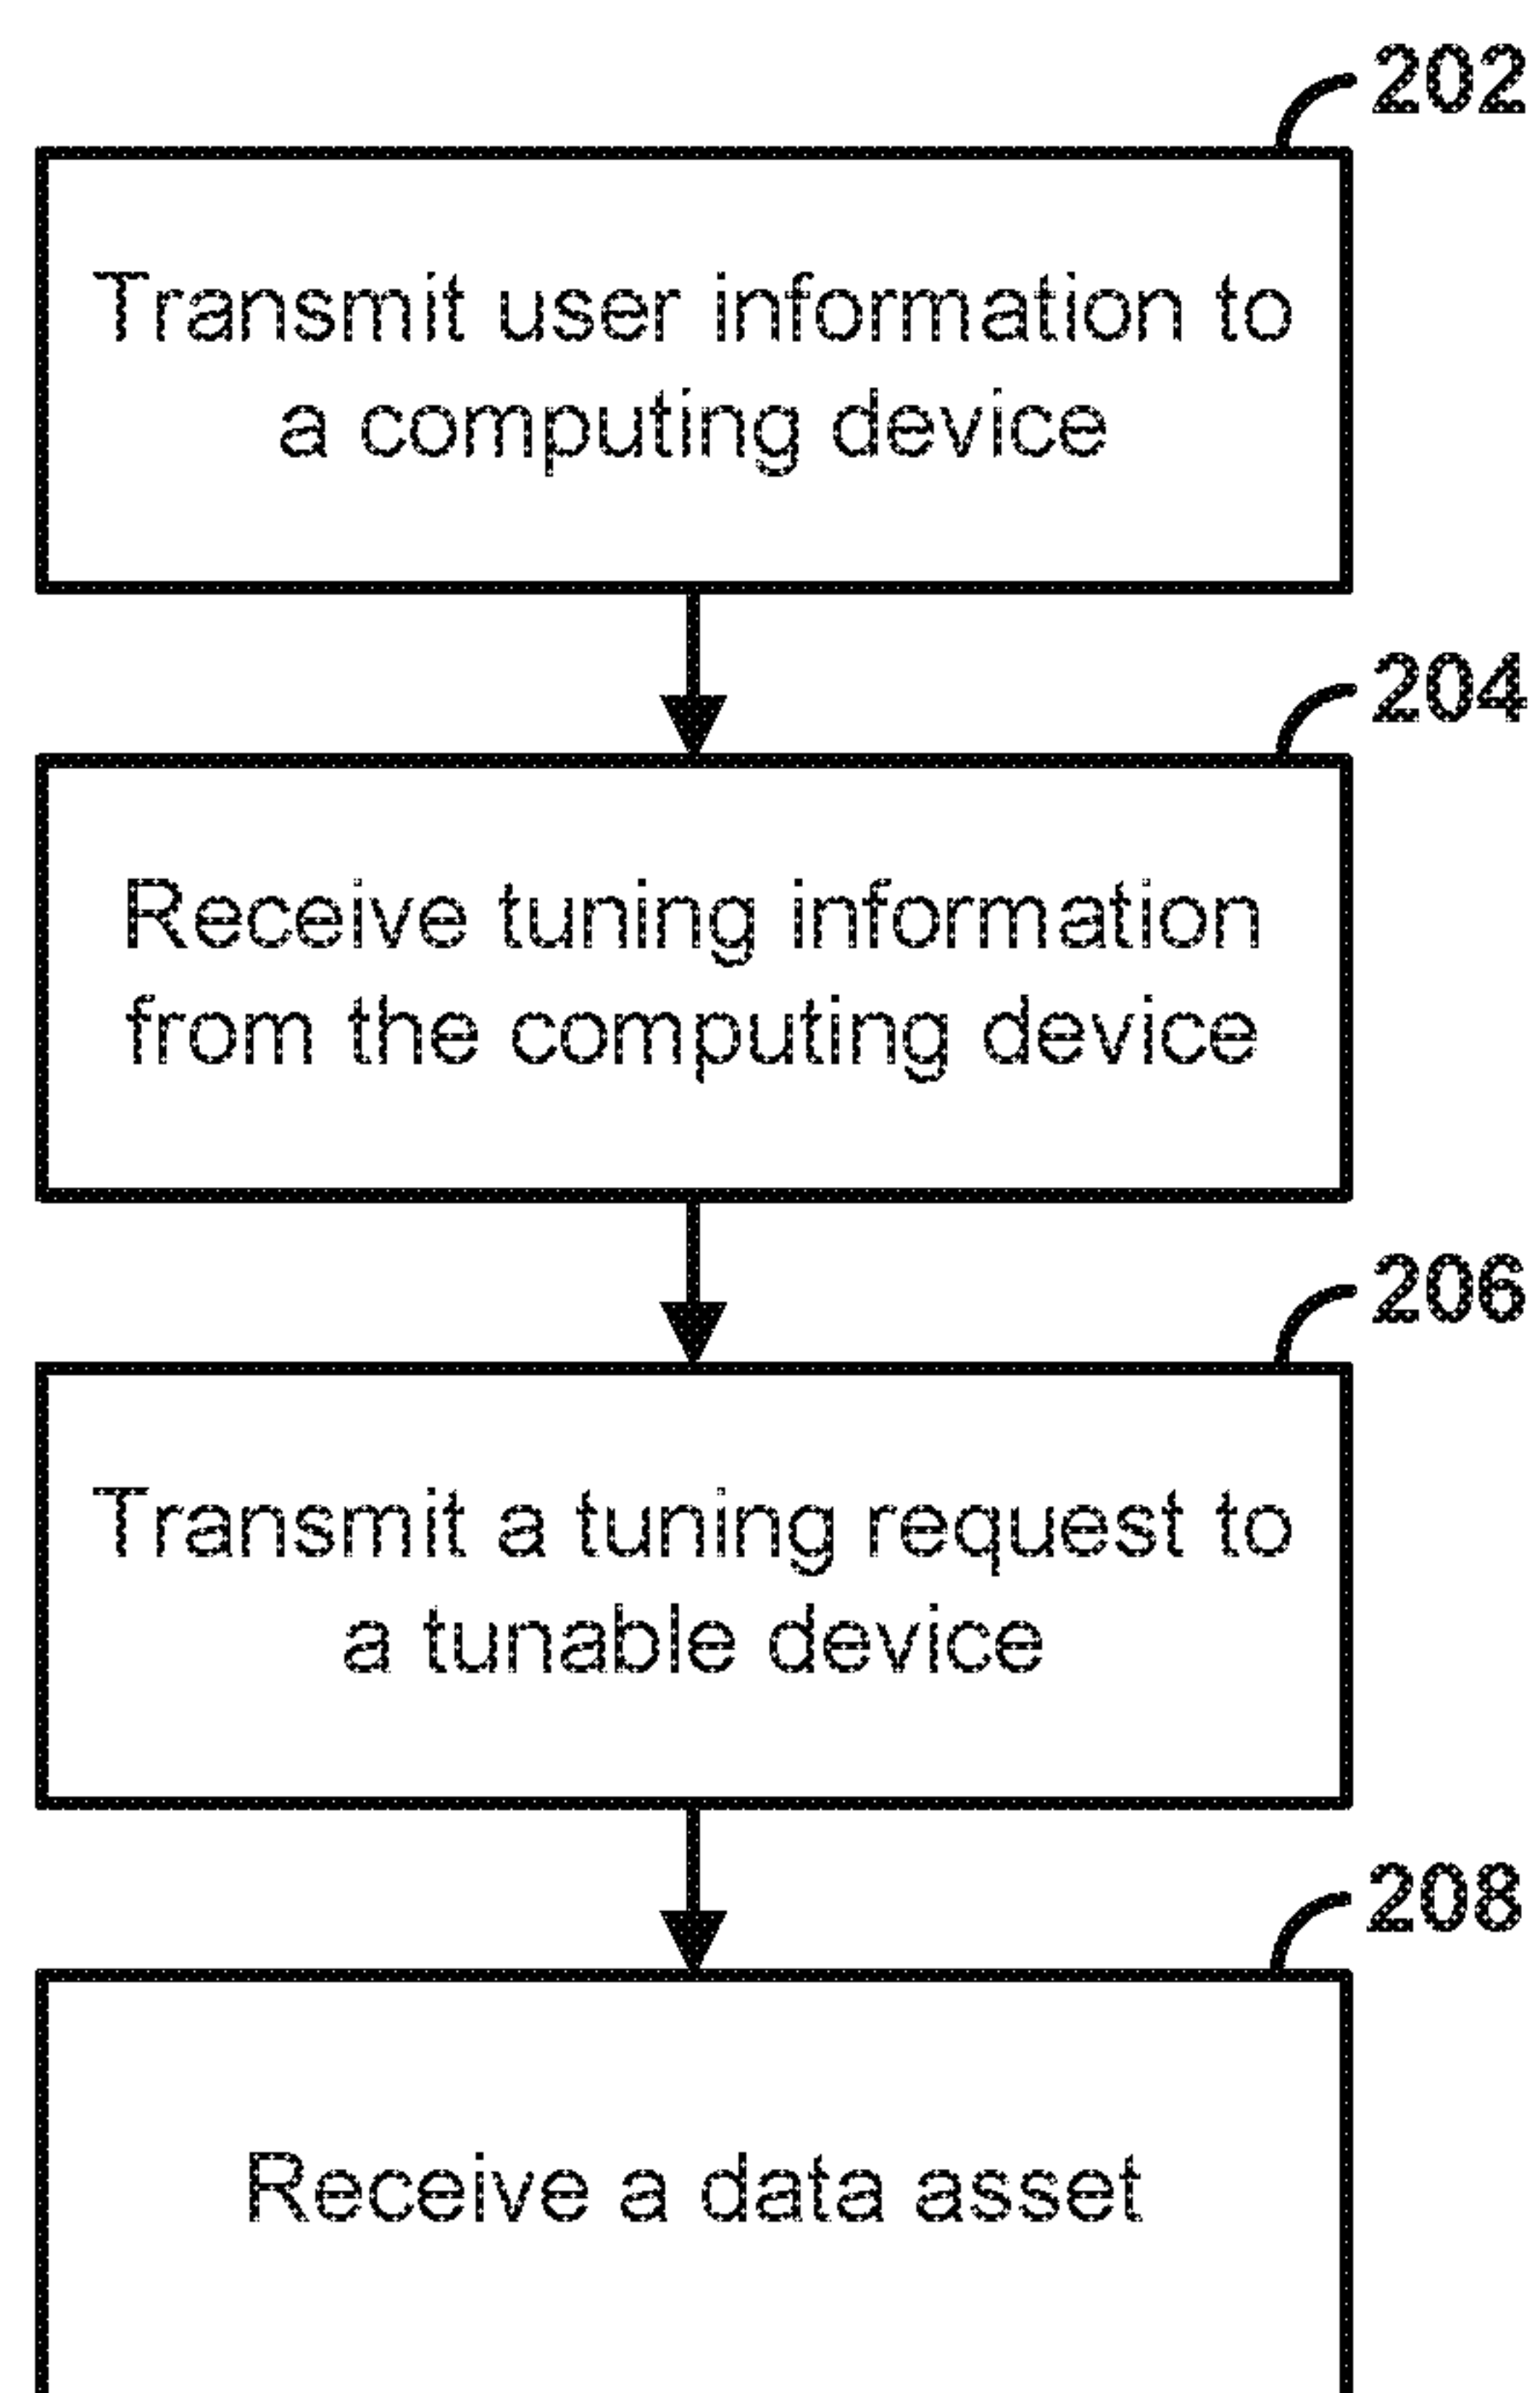 202
Transmit user information to
a computing device
204
Receive tuning information
from the computing device
206
Transmit a tuning request to
a tunable device
208
Receive a data asset